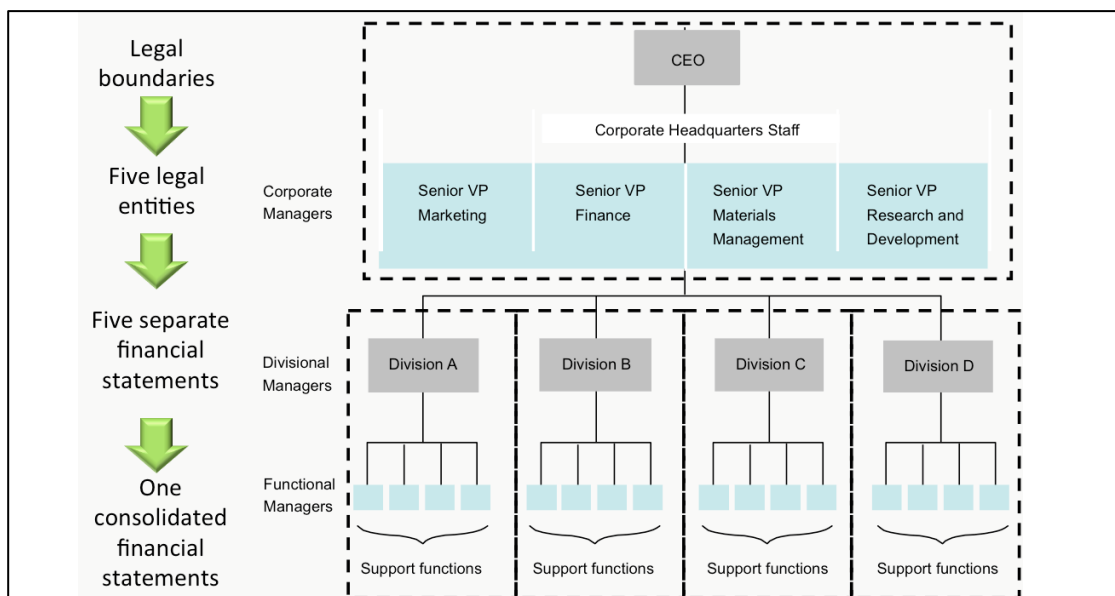 Legal
boundaries
Five legal
entities
Five separate
financial
statements
One
consolidated
financial
statements
CEO
Corporate Headquarters Staff
Corporate
Managers
Senior VP
Marketing
Senior VP
Finance
Senior VP
Materials
Management
Senior VP
Research and
Development
Divisional
Managers
Division A
Division B
Division C
Division D
Functional
Managers
Support functions
Support functions
Support functions
Support functions